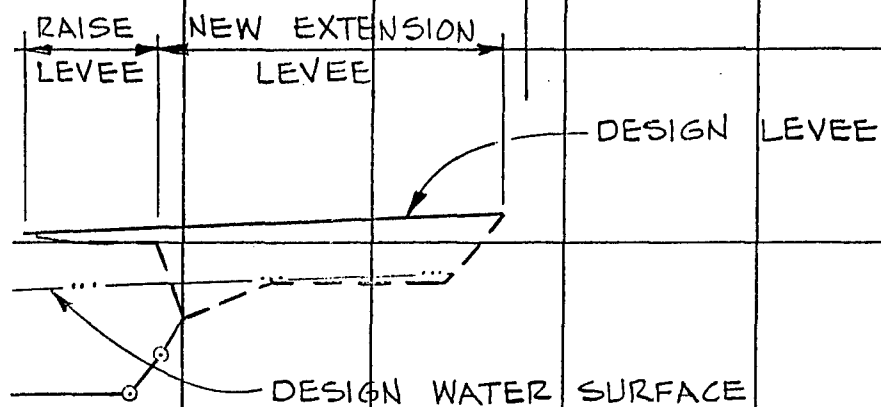 RAISE
LEVEE
NEW EXTENSION
LEVEE
DESIGN LEVEE
DESIGN WATER SURFACE